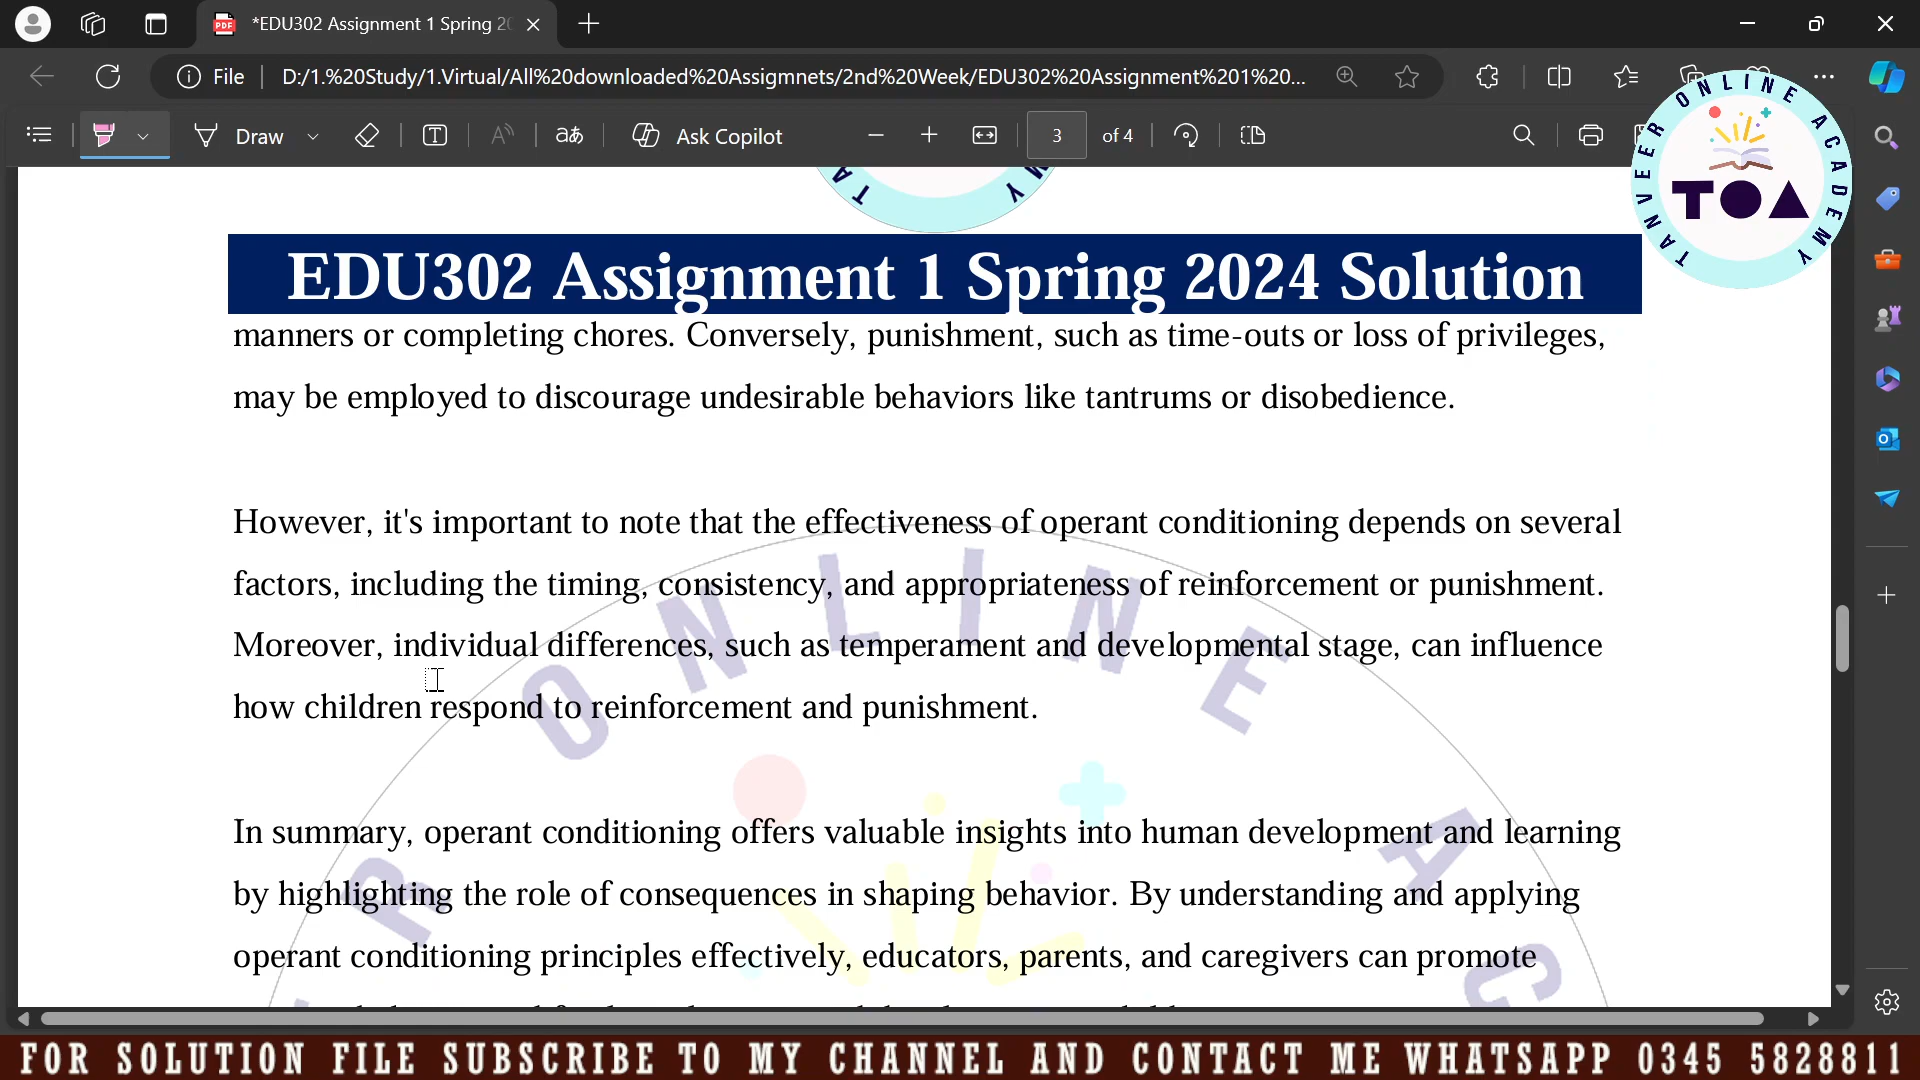 *EDU302 Assignment 1 Spring 20
File
D:/1.%20Study/1.Virtual/All%20downloaded%20Assigmnets/2nd%20Week/EDU302%20Assignment%201%20...
Draw
Ask Copilot
3 of 4
TANVEER ONLINE ACADEMY
TOA
EDU302 Assignment 1 Spring 2024 Solution
manners or completing chores. Conversely, punishment, such as time-outs or loss of privileges,
may be employed to discourage undesirable behaviors like tantrums or disobedience.
However, it's important to note that the effectiveness of operant conditioning depends on several
factors, including the timing, consistency, and appropriateness of reinforcement or punishment.
Moreover, individual differences, such as temperament and developmental stage, can influence
how children respond to reinforcement and punishment.
In summary, operant conditioning offers valuable insights into human development and learning
by highlighting the role of consequences in shaping behavior. By understanding and applying
operant conditioning principles effectively, educators, parents, and caregivers can promote
FOR SOLUTION FILE SUBSCRIBE TO MY CHANNEL AND CONTACT ME WHATSAPP 0345 5828811